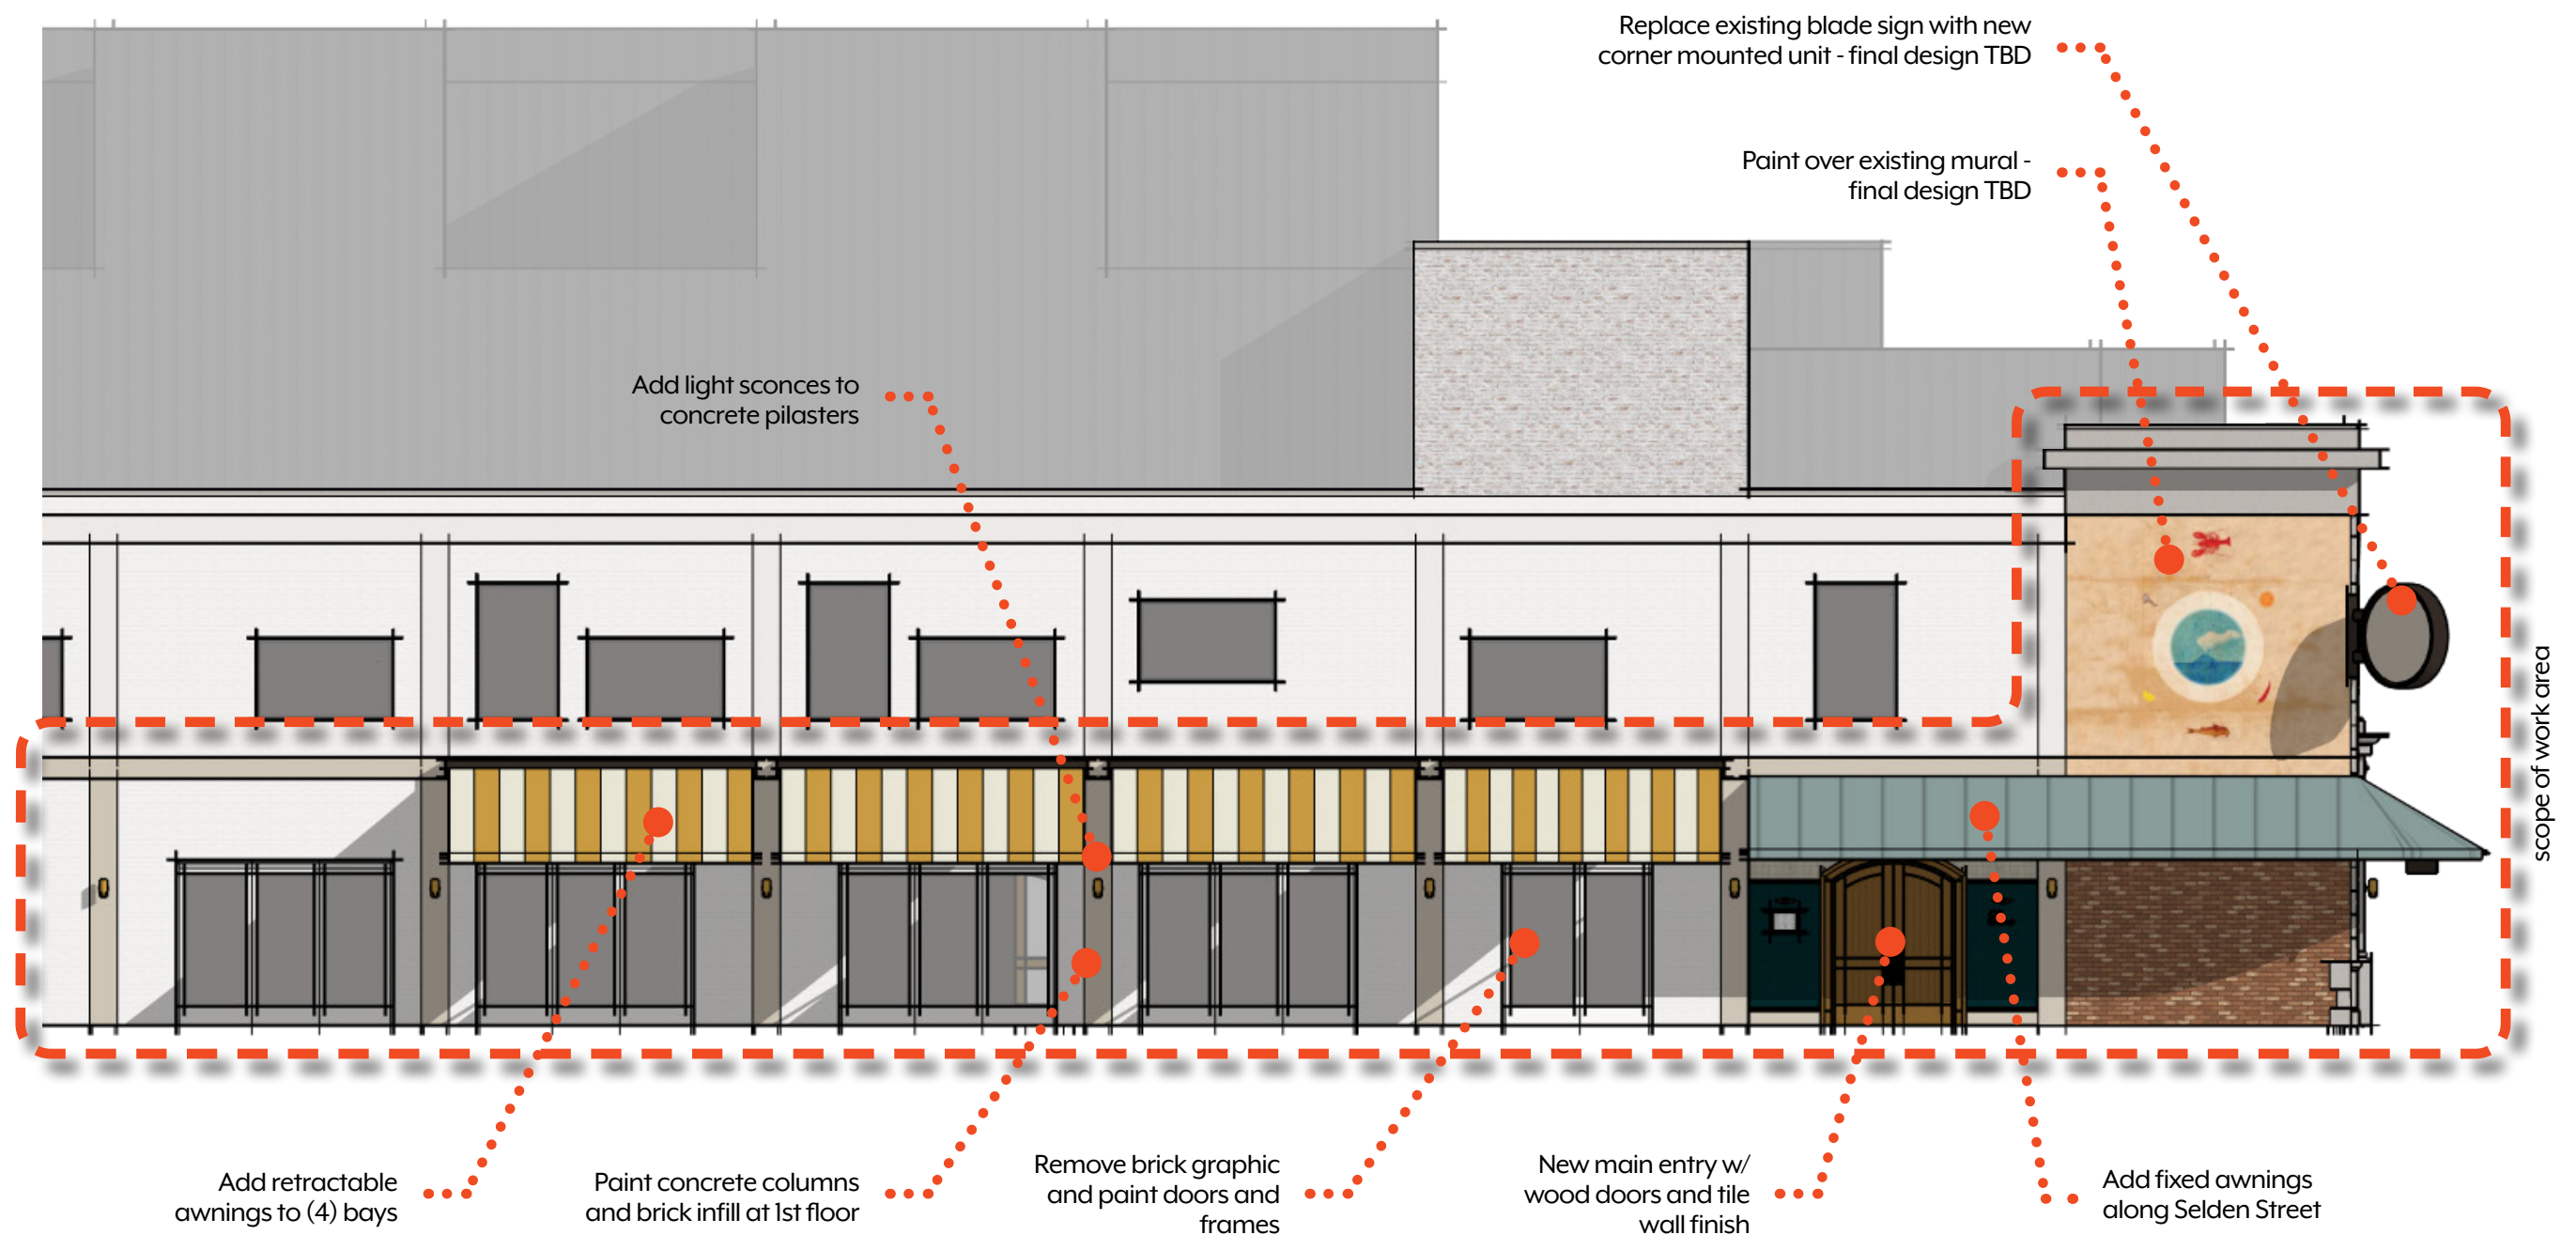 Replace existing blade sign with new
corner mounted unit - final design TBD
Paint over existing mural -
final design TBD
Add light sconces to
concrete pilasters
scope of work area
Add retractable
awnings to (4) bays
Paint concrete columns
and brick infill at 1st floor
Remove brick graphic
and paint doors and
frames
New main entry w/
wood doors and tile
wall finish
Add fixed awnings
along Selden Street